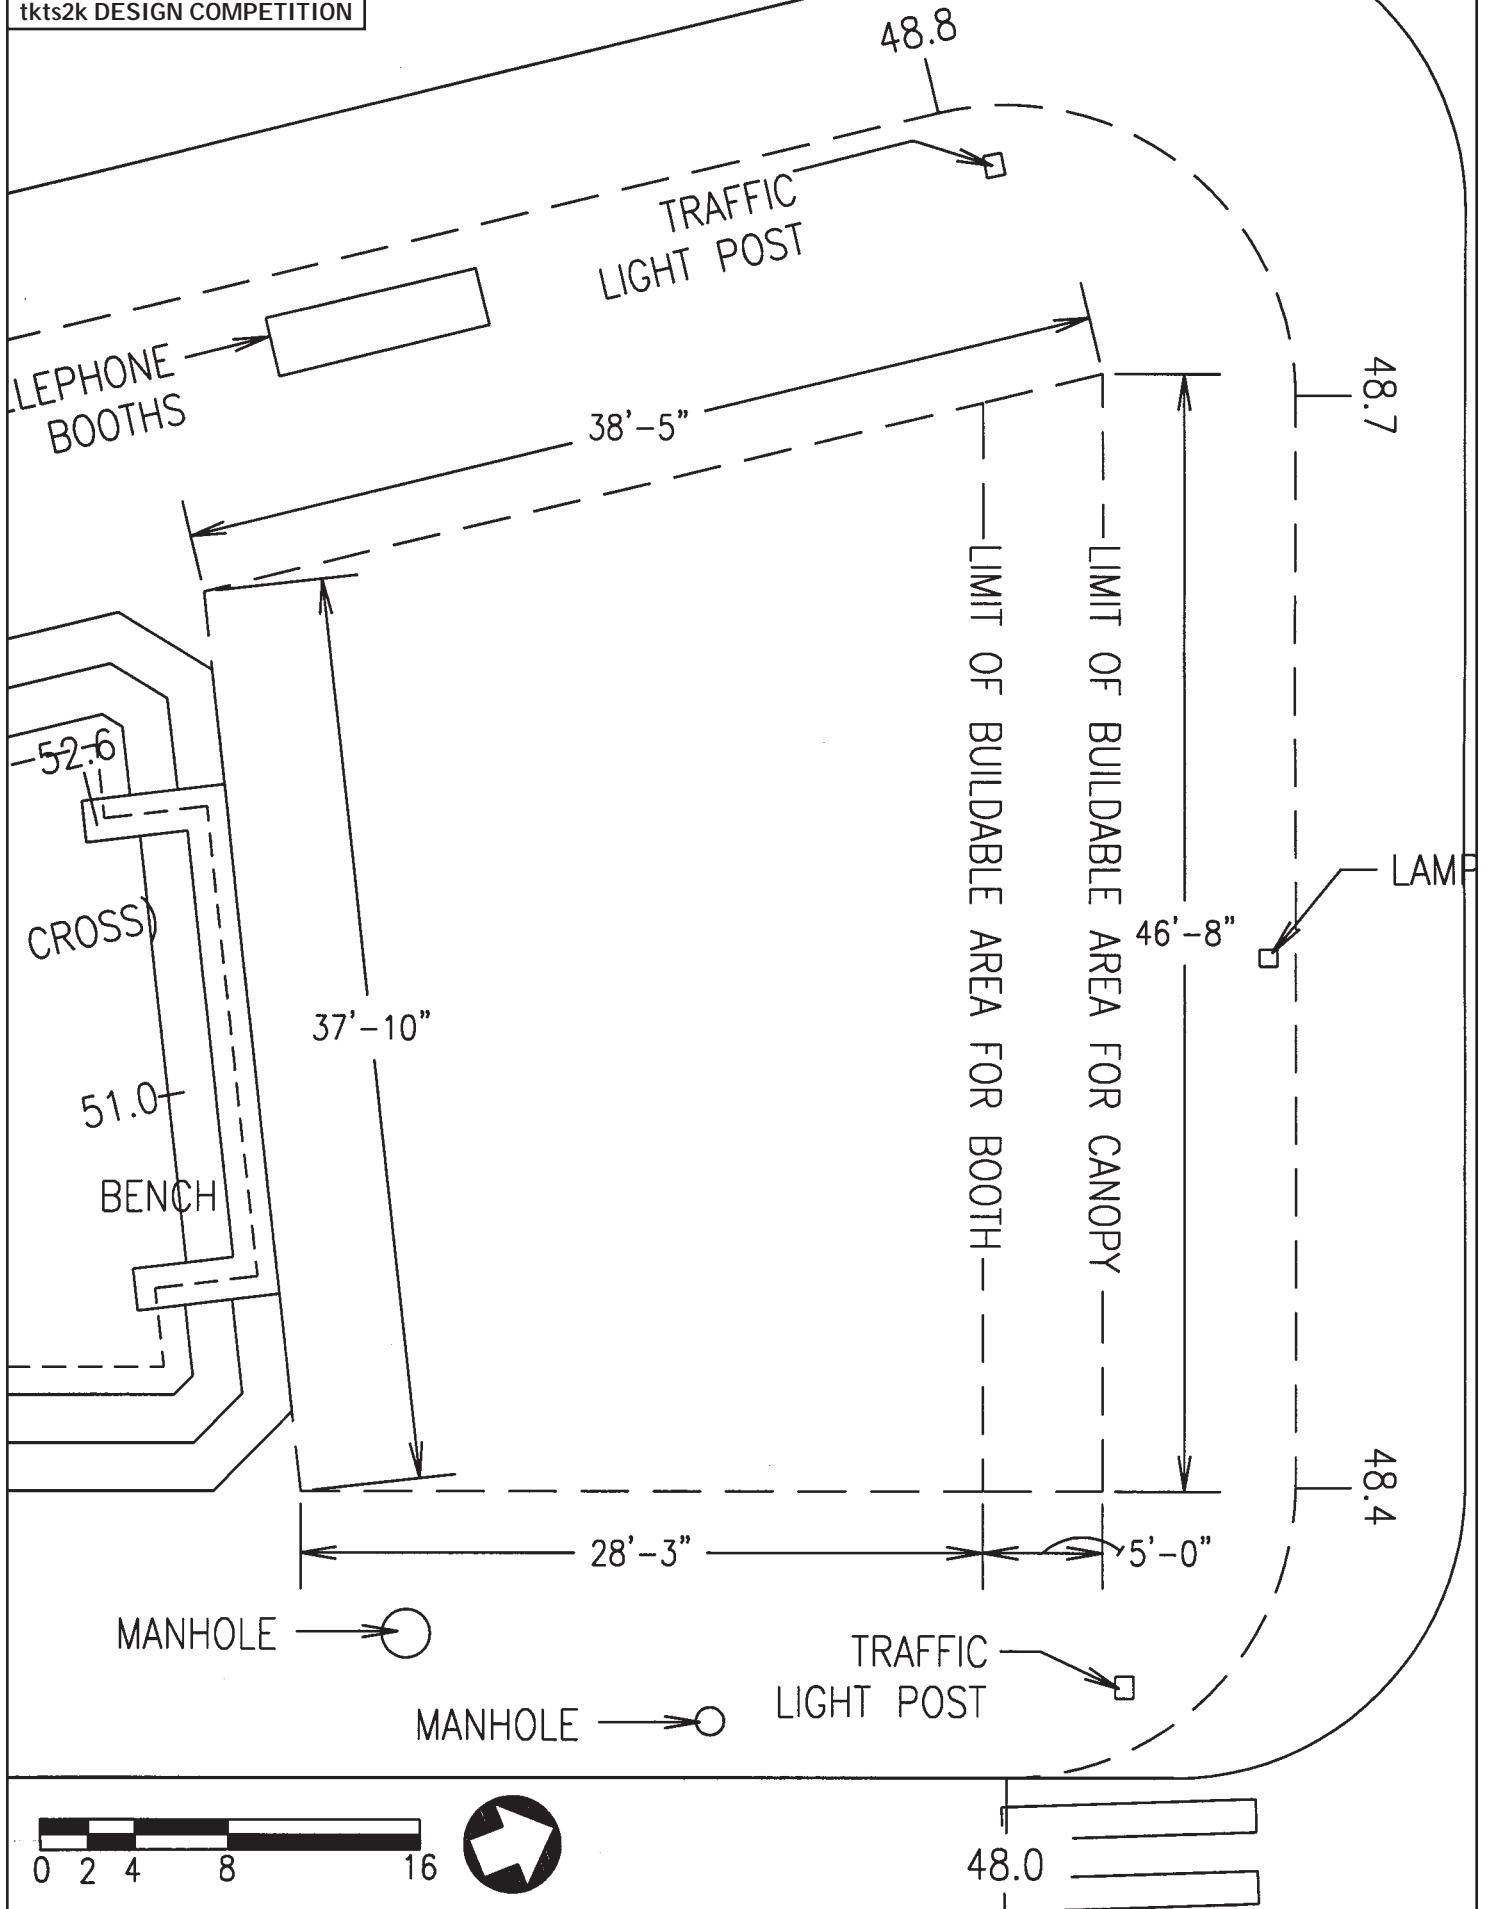 tkts2k DESIGN COMPETITION
48.8
TRAFFIC
LIGHT POST
LEPHONE
BOOTHS
38'-5"
48.7
LIMIT OF BUILDABLE AREA FOR BOOTH
LIMIT OF BUILDABLE AREA FOR CANOPY
52.6
LAMP
CROSS)
46'-8"
37'-10"
51.0
BENCH
48.4
28'-3"
5'-0"
MANHOLE
TRAFFIC
LIGHT POST
MANHOLE
0 2 4 8 16
48.0